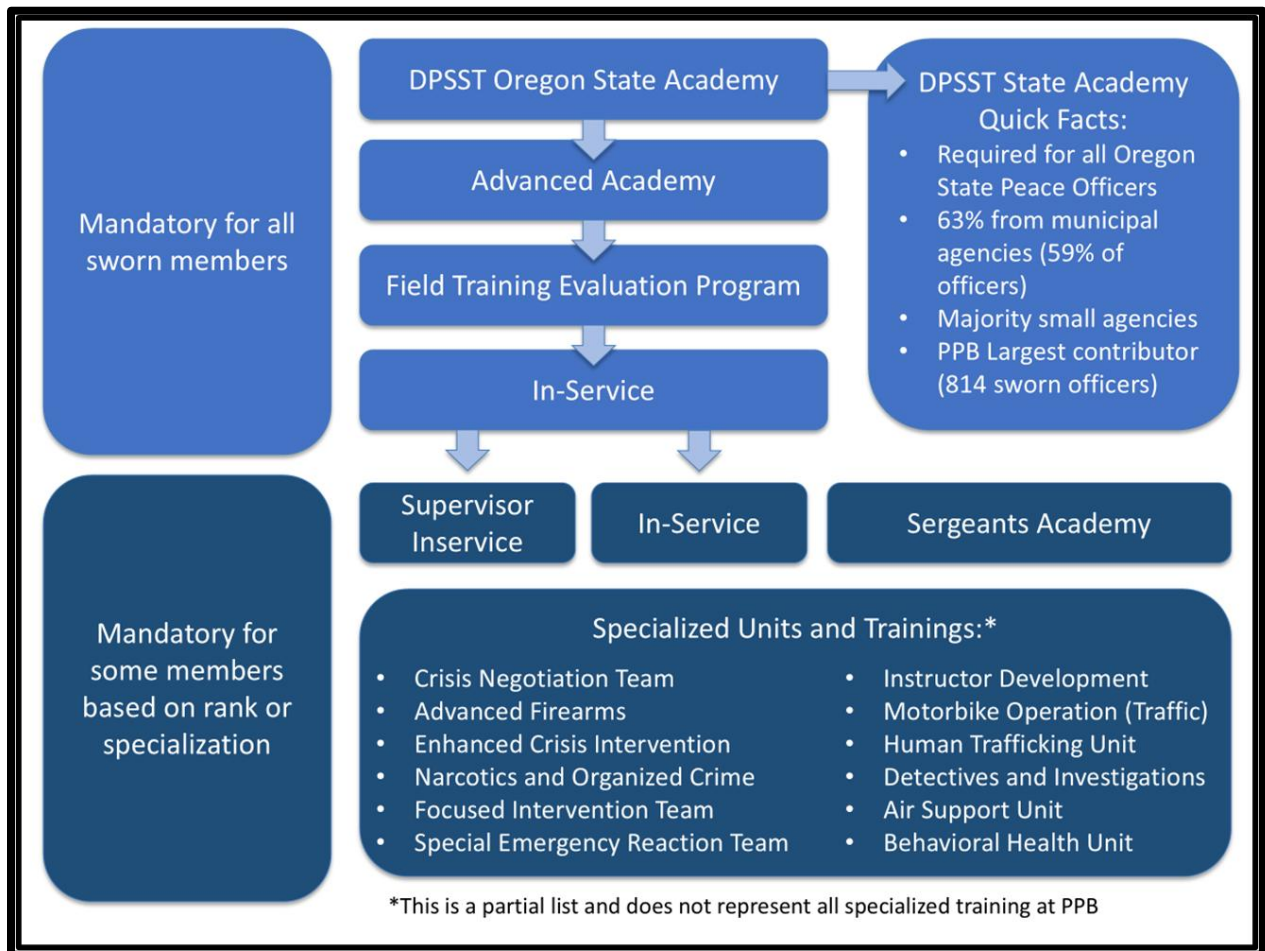 Mandatory for all
sworn members
DPSST Oregon State Academy
Advanced Academy
Field Training Evaluation Program
In-Service
DPSST State Academy
Quick Facts:
• Required for all Oregon
State Peace Officers
• 63% from municipal
agencies (59% of
officers)
• Majority small agencies
• PPB Largest contributor
(814 sworn officers)
Mandatory for
some members
based on rank or
specialization
Supervisor
Inservice
In-Service
Sergeants Academy
Specialized Units and Trainings:*
• Crisis Negotiation Team
• Advanced Firearms
• Enhanced Crisis Intervention
• Narcotics and Organized Crime
• Focused Intervention Team
• Special Emergency Reaction Team
• Instructor Development
• Motorbike Operation (Traffic)
• Human Trafficking Unit
• Detectives and Investigations
• Air Support Unit
• Behavioral Health Unit
*This is a partial list and does not represent all specialized training at PPB